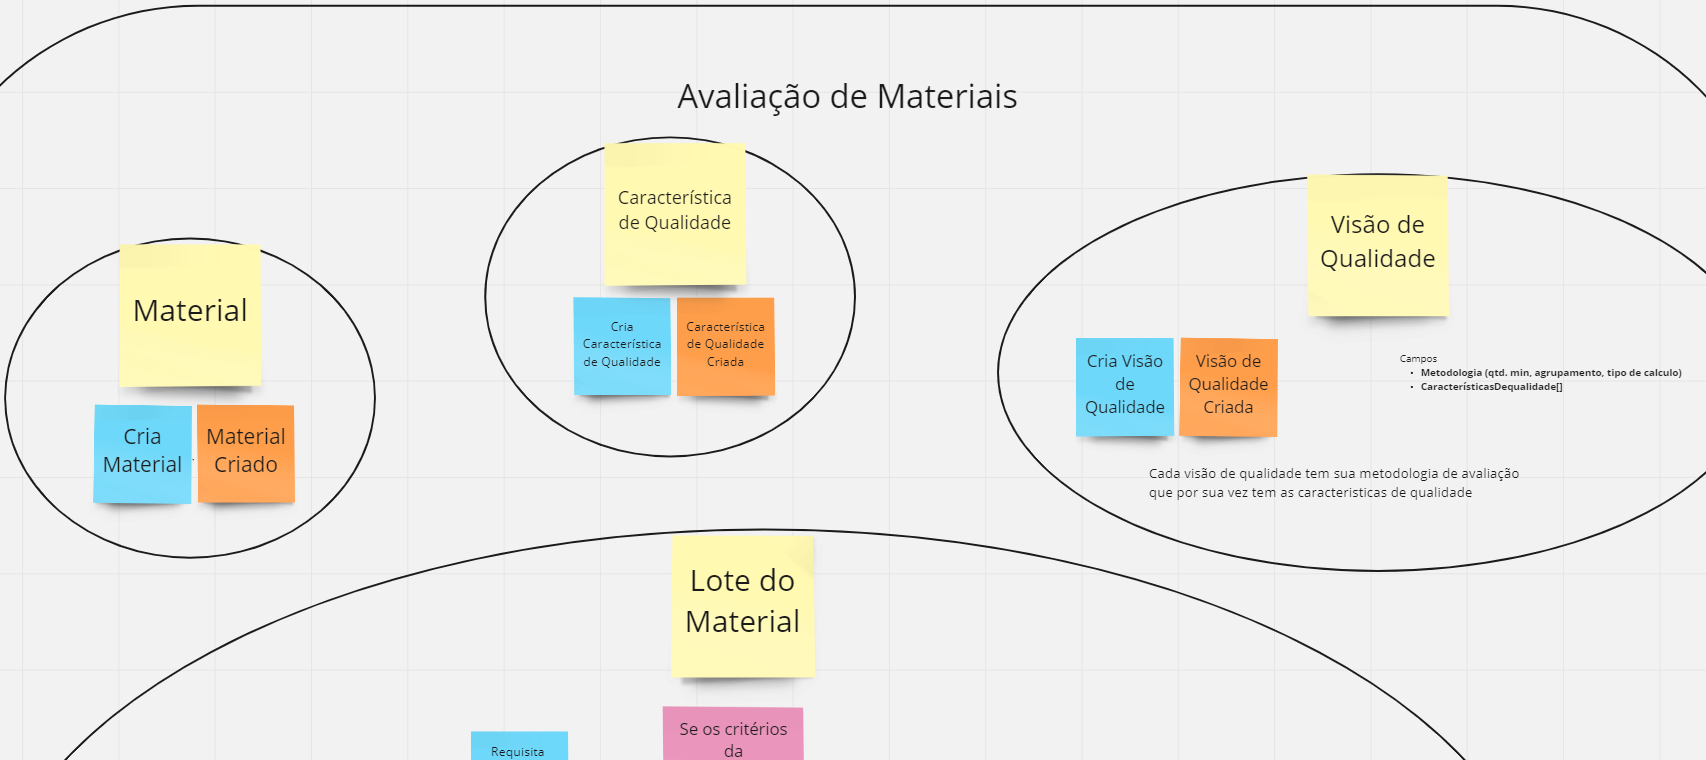 Avaliação de Materiais
Característica
de Qualidade
Cria
Característica
de Qualidade
Característica
de Qualidade
Criada
Visão de
Qualidade
Cria Visão
de
Qualidade
Visão de
Qualidade
Criada
Campos
• Metodologia (qtd. min, agrupamento, tipo de calculo)
• CaracterísticasDequalidade[]
Cada visão de qualidade tem sua metodologia de avaliação
que por sua vez tem as caracteristicas de qualidade
Material
Cria
Material
Material
Criado
Lote do
Material
Requisita
Se os critérios
da